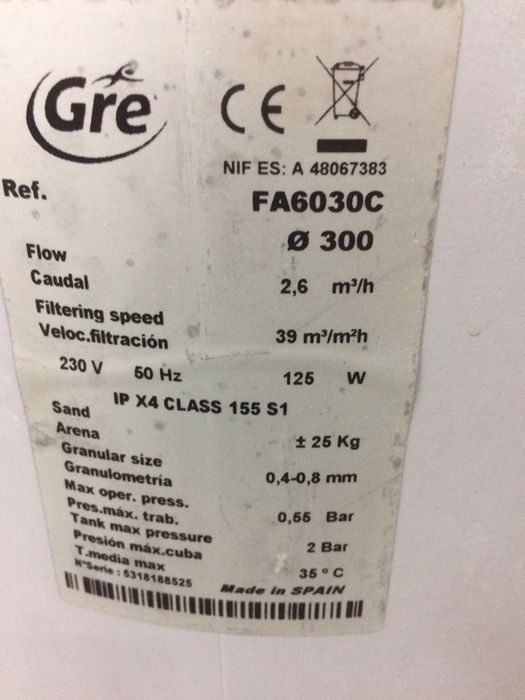 Gre
CE
NIF ES: A 48067383
Ref. FA6030C
Ø 300
Flow
Caudal 2,6 m³/h
Filtering speed
Veloc.filtración 39 m³/m²h
230 V 50 Hz 125 W
IP X4 CLASS 155 S1
Sand
Arena ± 25 Kg
Granular size
Granulometría 0,4-0,8 mm
Max oper. press.
Pres.máx. trab. 0,55 Bar
Tank max pressure
Presión máx.cuba 2 Bar
T.media max 35 º C
NºSerie : 5318188525 Made in SPAIN